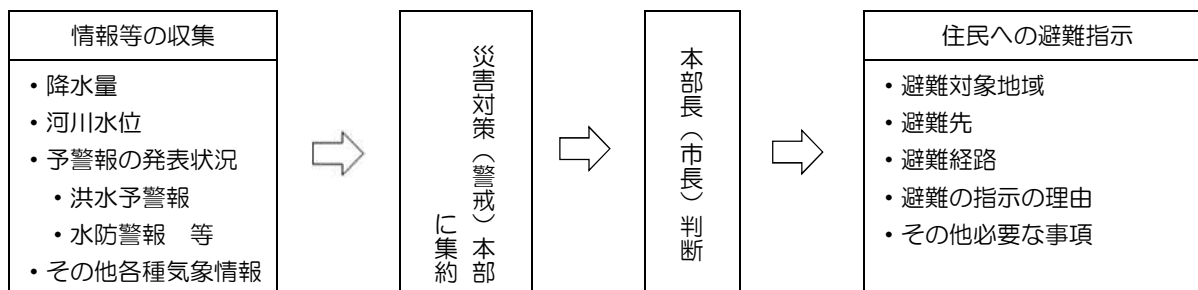 情報等の収集
・降水量
・河川水位
・予警報の発表状況
・洪水予警報
・水防警報　等
・その他各種気象情報
災害対策（警戒）本部
に集約
本部長（市長）判断
住民への避難指示
・避難対象地域
・避難先
・避難経路
・避難の指示の理由
・その他必要な事項